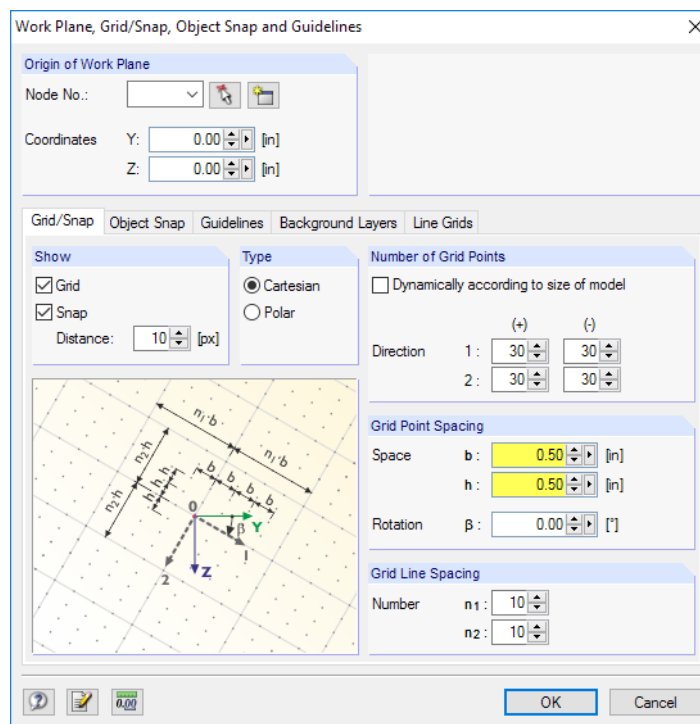 Work Plane, Grid/Snap, Object Snap and Guidelines
Origin of Work Plane
Node No.:
Coordinates Y: 0.00 [in]
Z: 0.00 [in]
Grid/Snap Object Snap Guidelines Background Layers Line Grids
Show
Grid
Snap
Distance: 10 [px]
Type
Cartesian
Polar
Number of Grid Points
Dynamically according to size of model
(+) (-)
Direction 1 : 30 30
2 : 30 30
n₁·b
n₁·b
n₂·h
n₂·h
h h h h
b b b b
0
Y
β
1
2
Z
Grid Point Spacing
Space b : 0.50 [in]
h : 0.50 [in]
Rotation β : 0.00 [°]
Grid Line Spacing
Number n1 : 10
n2 : 10
0.00
OK Cancel